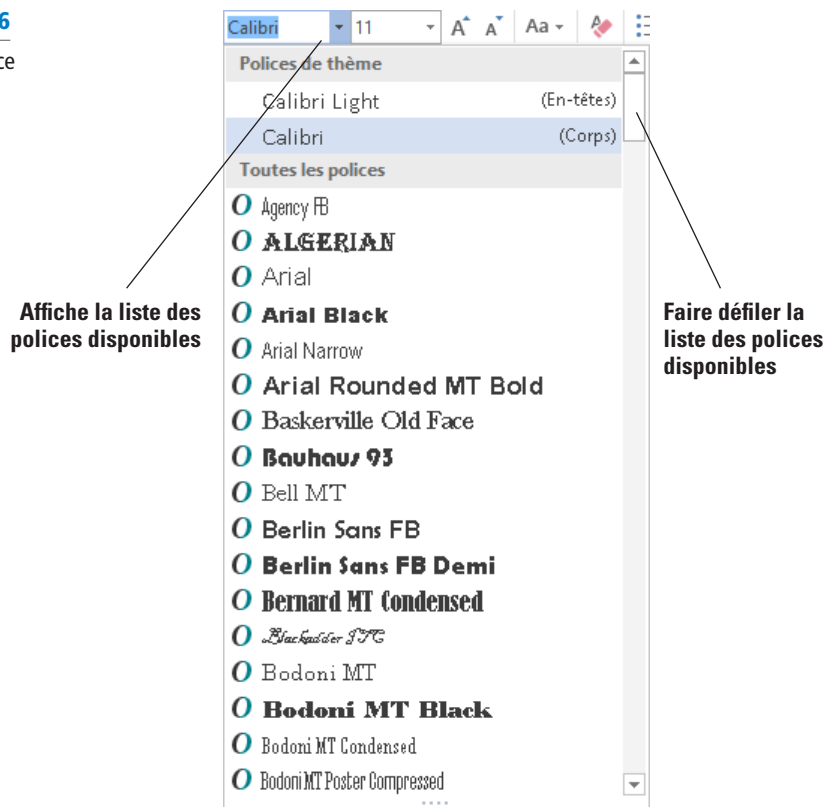 6
ce
Calibri 11 A A Aa
Polices de thème
Calibri Light (En-têtes)
Calibri (Corps)
Toutes les polices
O Agency FB
O ALGERIAN
O Arial
O Arial Black
O Arial Narrow
O Arial Rounded MT Bold
O Baskerville Old Face
O Bauhaus 93
O Bell MT
O Berlin Sans FB
O Berlin Sans FB Demi
O Bernard MT Condensed
O Blackadder ITC
O Bodoni MT
O Bodoni MT Black
O Bodoni MT Condensed
O Bodoni MT Poster Compressed
Affiche la liste des
polices disponibles
Faire défiler la
liste des polices
disponibles